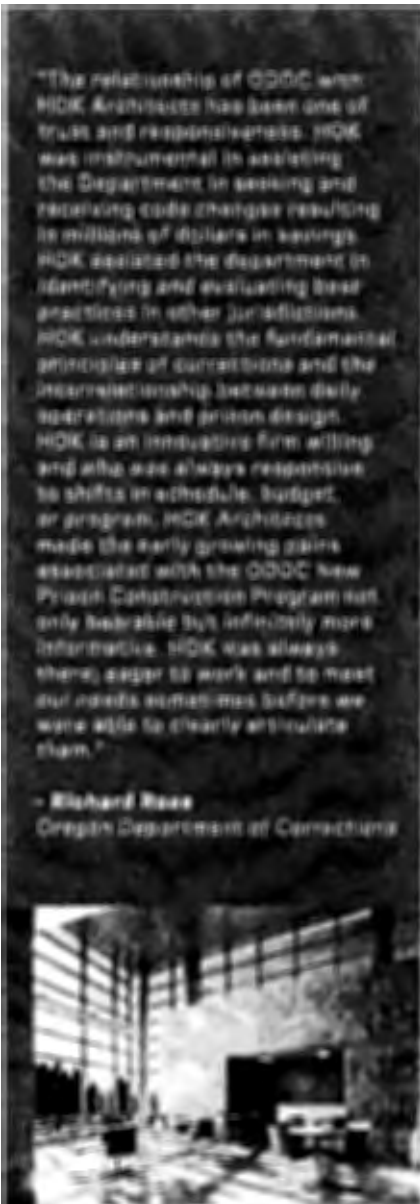 "The relationship of ODOC with
HOK Architects has been one of
trust and responsiveness. HOK
was instrumental in assisting
the Department in seeking and
receiving code changes resulting
in millions of dollars in savings.
HOK assisted the department in
identifying and evaluating best
practices in other jurisdictions.
HOK understands the fundamental
principles of corrections and the
interrelationship between daily
operations and prison design.
HOK is an innovative firm willing
and who was always responsive
to shifts in schedule, budget,
or program. HOK Architects
made the early growing pains
associated with the ODOC New
Prison Construction Program not
only bearable but infinitely more
informative. HOK was always
there; eager to work and to meet
our needs sometimes before we
were able to clearly articulate
them."
- Richard
Oregon Department of Corrections